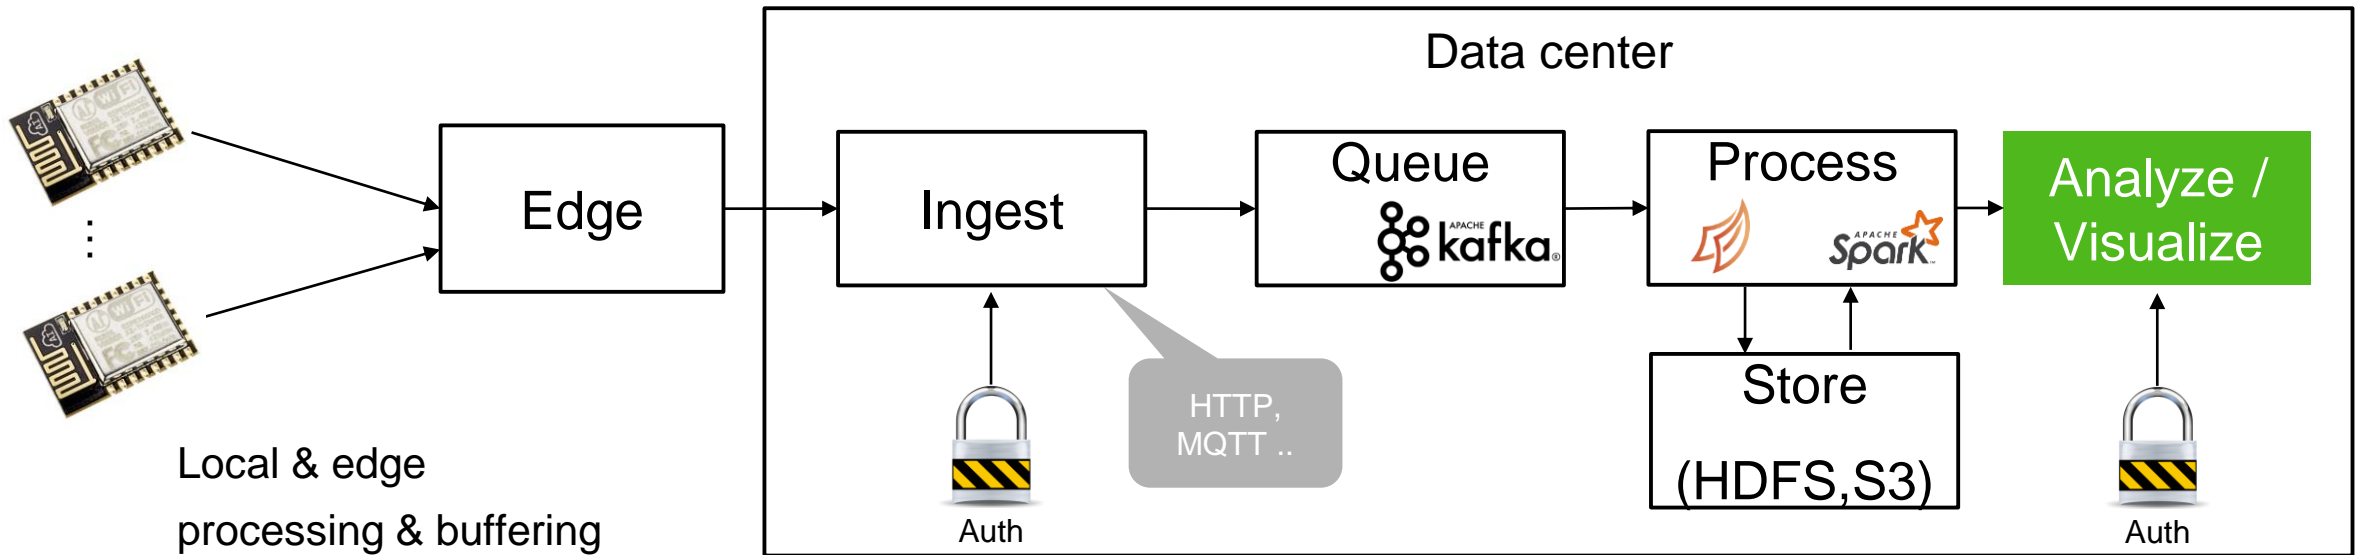 Data center
Edge
Ingest
Queue
APACHE
kafka®
Process
APACHE
Spark™
Analyze /
Visualize
HTTP,
MQTT ..
Store
(HDFS,S3)
Local & edge
processing & buffering
Auth
Auth